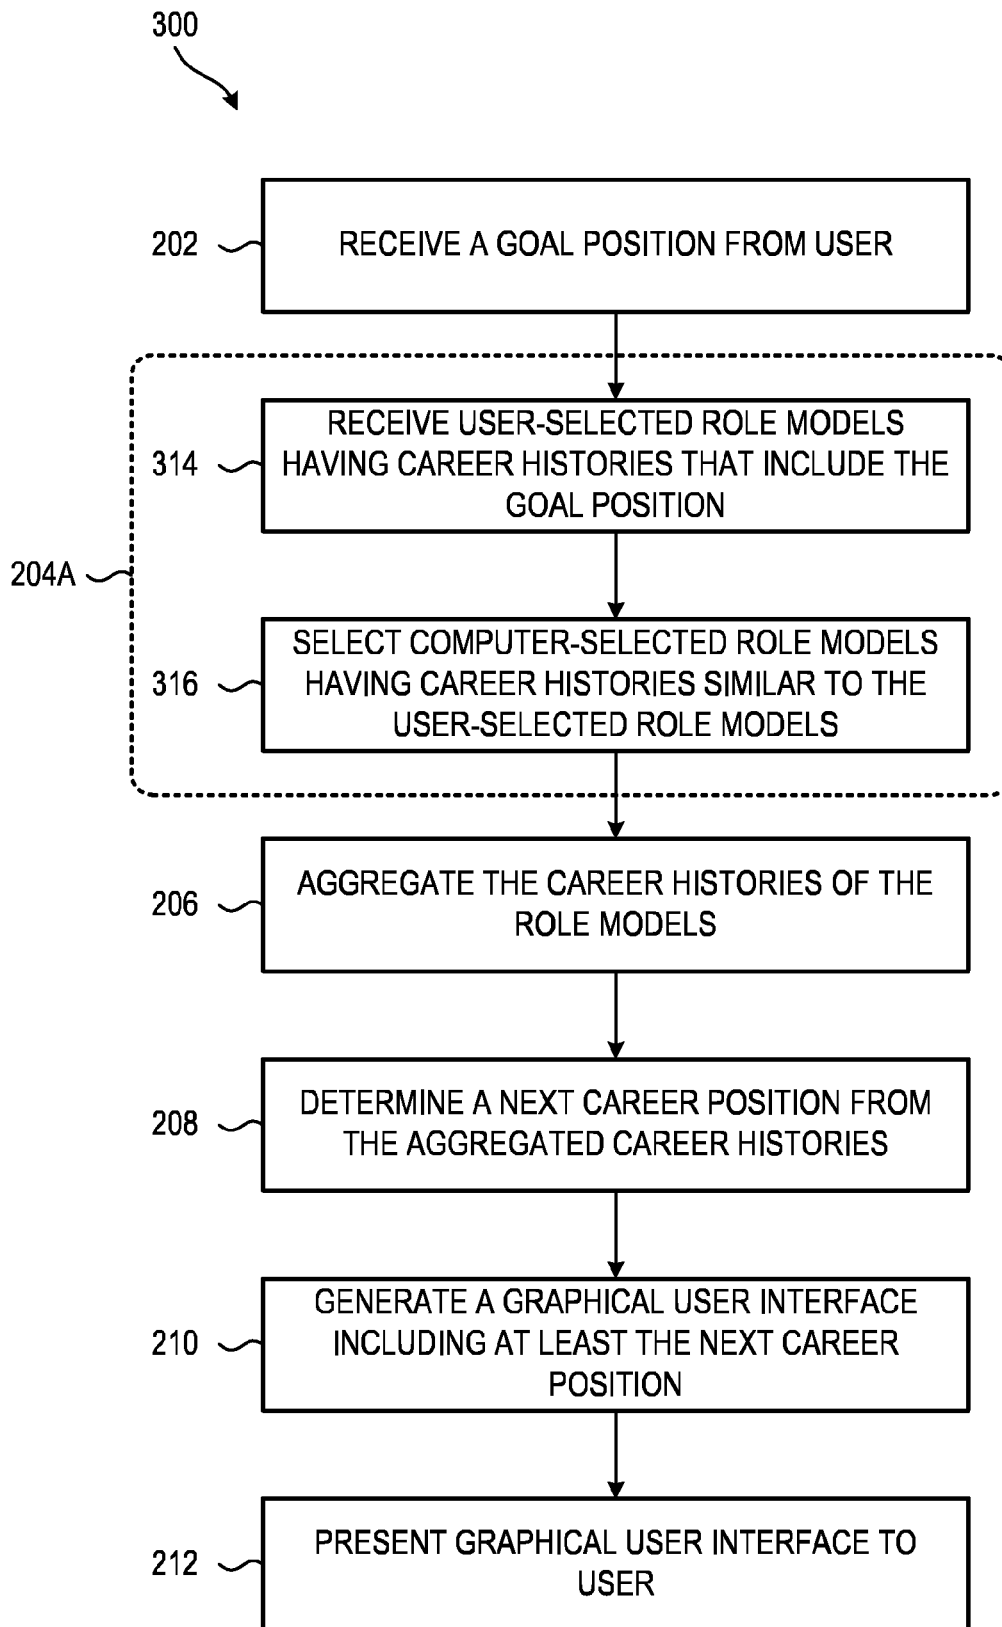 300
202
RECEIVE A GOAL POSITION FROM USER
314
RECEIVE USER-SELECTED ROLE MODELS
HAVING CAREER HISTORIES THAT INCLUDE THE
GOAL POSITION
204A
316
SELECT COMPUTER-SELECTED ROLE MODELS
HAVING CAREER HISTORIES SIMILAR TO THE
USER-SELECTED ROLE MODELS
206
AGGREGATE THE CAREER HISTORIES OF THE
ROLE MODELS
208
DETERMINE A NEXT CAREER POSITION FROM
THE AGGREGATED CAREER HISTORIES
210
GENERATE A GRAPHICAL USER INTERFACE
INCLUDING AT LEAST THE NEXT CAREER
POSITION
212
PRESENT GRAPHICAL USER INTERFACE TO
USER